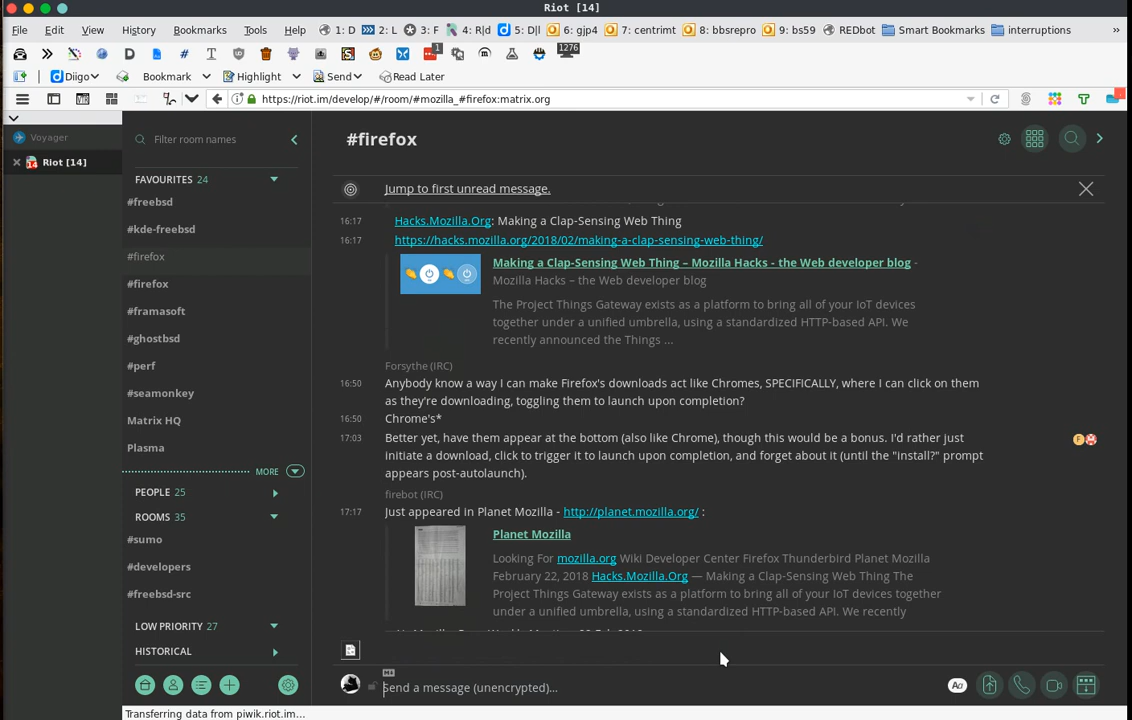 Riot [14]
File Edit View History Bookmarks Tools Help 1: D 2: L 3: F 4: R|d 5: D|l 6: gjp4 7: centrimt 8: bbsrepro 9: bs59 REDbot Smart Bookmarks interruptions »
1 1276
Diigo Bookmark Highlight Send Read Later
https://riot.im/develop/#/room/#mozilla_#firefox:matrix.org
Voyager
Riot [14]
Filter room names
FAVOURITES 24
#freebsd
#kde-freebsd
#firefox
#firefox
#framasoft
#ghostbsd
#perf
#seamonkey
Matrix HQ
Plasma
MORE
PEOPLE 25
ROOMS 35
#sumo
#developers
#freebsd-src
LOW PRIORITY 27
HISTORICAL
#firefox
Jump to first unread message.
16:17 Hacks.Mozilla.Org: Making a Clap-Sensing Web Thing
16:17 https://hacks.mozilla.org/2018/02/making-a-clap-sensing-web-thing/
Making a Clap-Sensing Web Thing – Mozilla Hacks - the Web developer blog -
Mozilla Hacks – the Web developer blog
The Project Things Gateway exists as a platform to bring all of your IoT devices
together under a unified umbrella, using a standardized HTTP-based API. We
recently announced the Things ...
Forsythe (IRC)
16:50 Anybody know a way I can make Firefox's downloads act like Chromes, SPECIFICALLY, where I can click on them
as they're downloading, toggling them to launch upon completion?
16:50 Chrome's*
17:03 Better yet, have them appear at the bottom (also like Chrome), though this would be a bonus. I'd rather just
initiate a download, click to trigger it to launch upon completion, and forget about it (until the "install?" prompt
appears post-autolaunch).
F
firebot (IRC)
17:17 Just appeared in Planet Mozilla - http://planet.mozilla.org/ :
Planet Mozilla
Looking For mozilla.org Wiki Developer Center Firefox Thunderbird Planet Mozilla
February 22, 2018 Hacks.Mozilla.Org — Making a Clap-Sensing Web Thing The
Project Things Gateway exists as a platform to bring all of your IoT devices
together under a unified umbrella, using a standardized HTTP-based API. We recently
Send a message (unencrypted)...
Aa
Transferring data from piwik.riot.im...